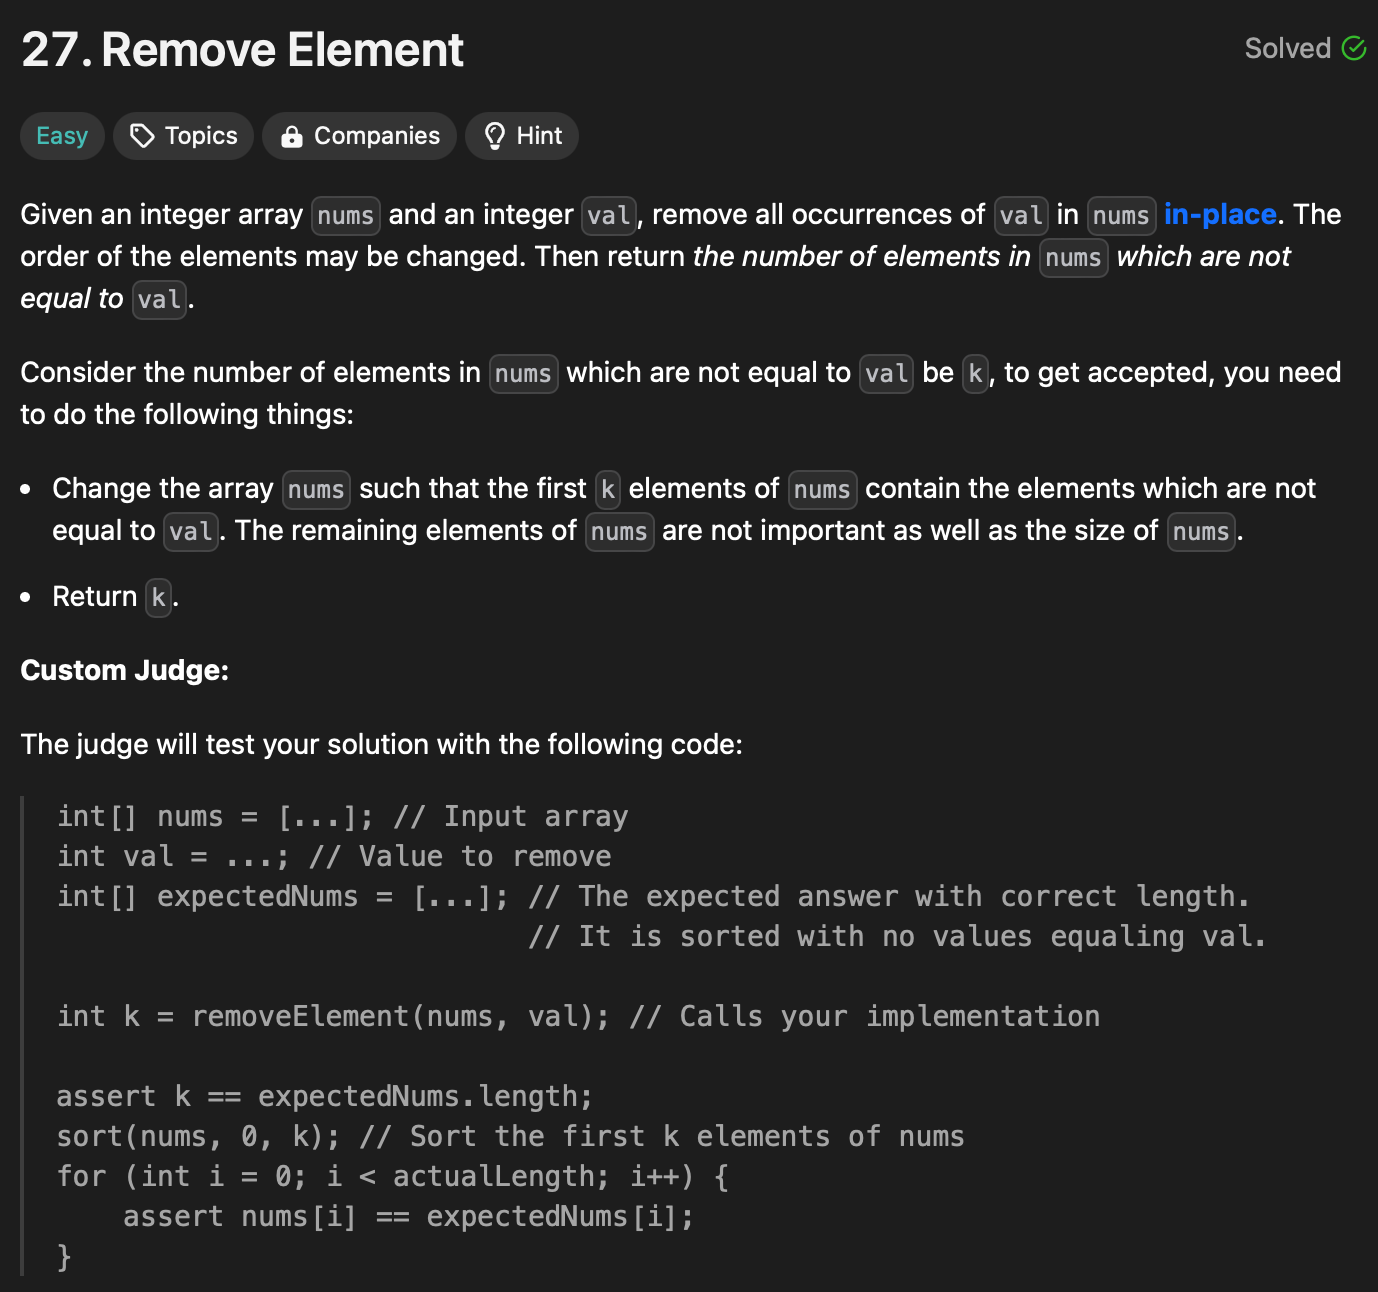 27. Remove Element
Solved
Easy
Topics
Companies
Hint
Given an integer array nums and an integer val, remove all occurrences of val in nums in-place. The
order of the elements may be changed. Then return the number of elements in nums which are not
equal to val.
Consider the number of elements in nums which are not equal to val be k, to get accepted, you need
to do the following things:
• Change the array nums such that the first k elements of nums contain the elements which are not
equal to val. The remaining elements of nums are not important as well as the size of nums.
• Return k.
Custom Judge:
The judge will test your solution with the following code:
int[] nums = [...]; // Input array
int val = ...; // Value to remove
int[] expectedNums = [...]; // The expected answer with correct length.
                            // It is sorted with no values equaling val.
int k = removeElement(nums, val); // Calls your implementation
assert k == expectedNums.length;
sort(nums, 0, k); // Sort the first k elements of nums
for (int i = 0; i < actualLength; i++) {
    assert nums[i] == expectedNums[i];
}